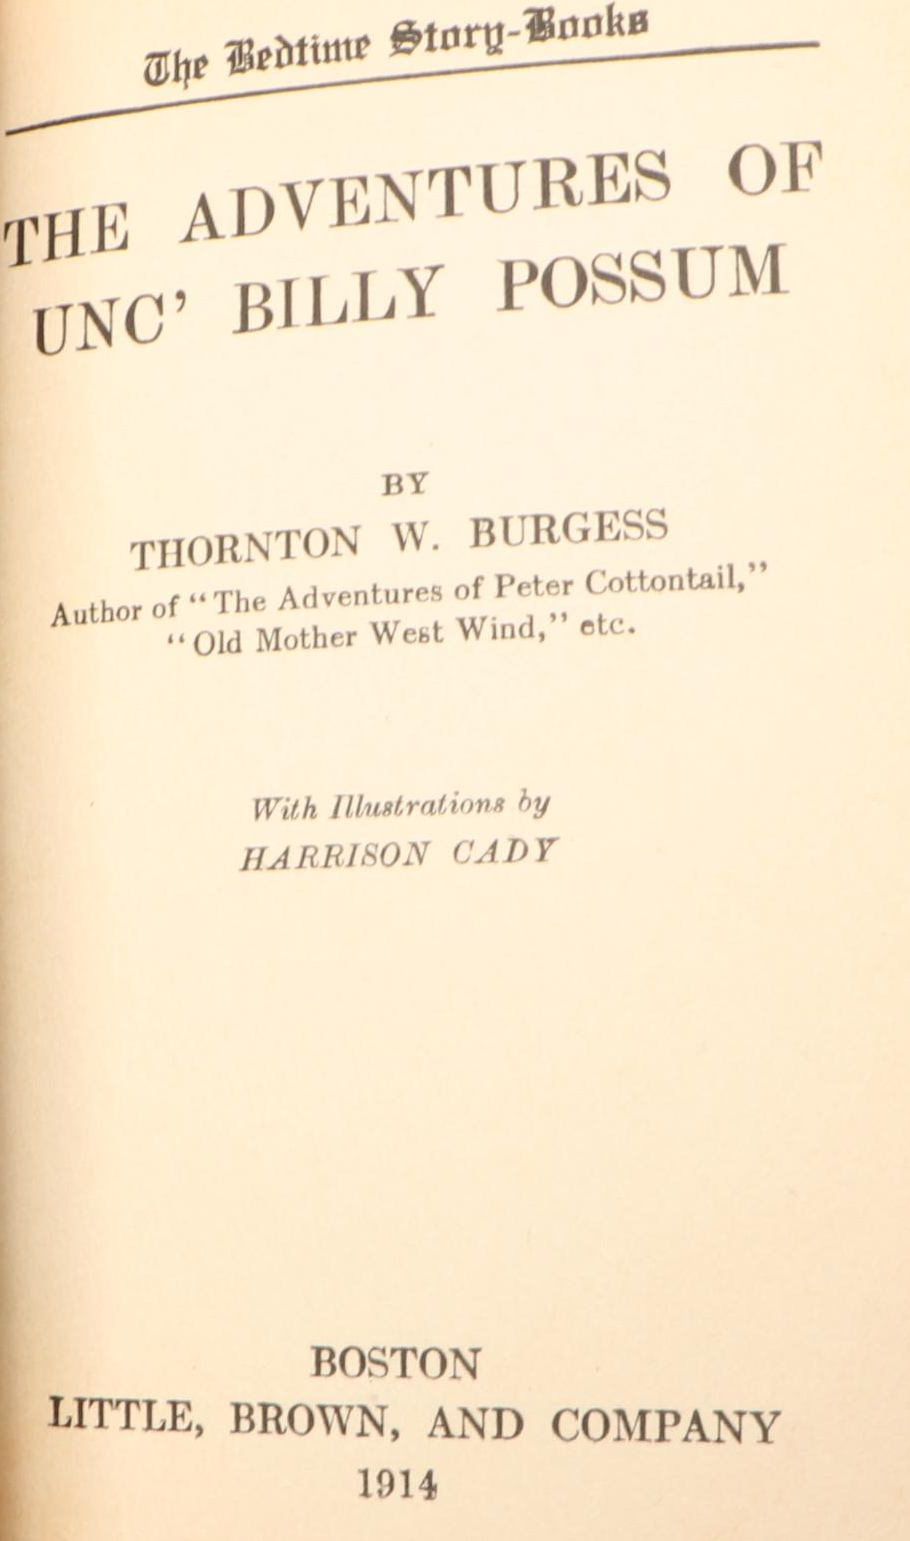 The Bedtime Story-Books
THE ADVENTURES OF
UNC' BILLY POSSUM
BY
THORNTON W. BURGESS
Author of "The Adventures of Peter Cottontail,"
"Old Mother West Wind," etc.
With Illustrations by
HARRISON CADY
BOSTON
LITTLE, BROWN, AND COMPANY
1914